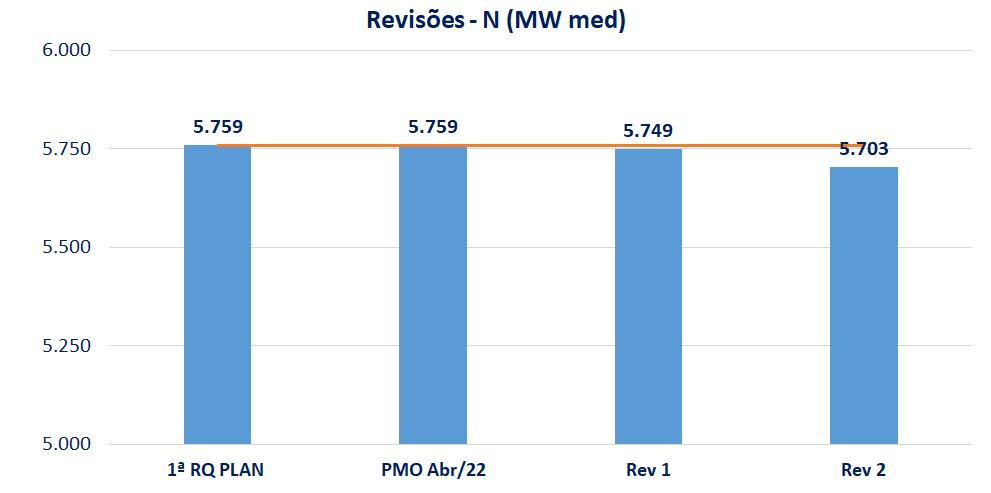 Revisões - N (MW med)
6.000
5.759
5.759
5.749
5.703
5.750
5.500
5.250
5.000
1ª RQ PLAN
PMO Abr/22
Rev 1
Rev 2